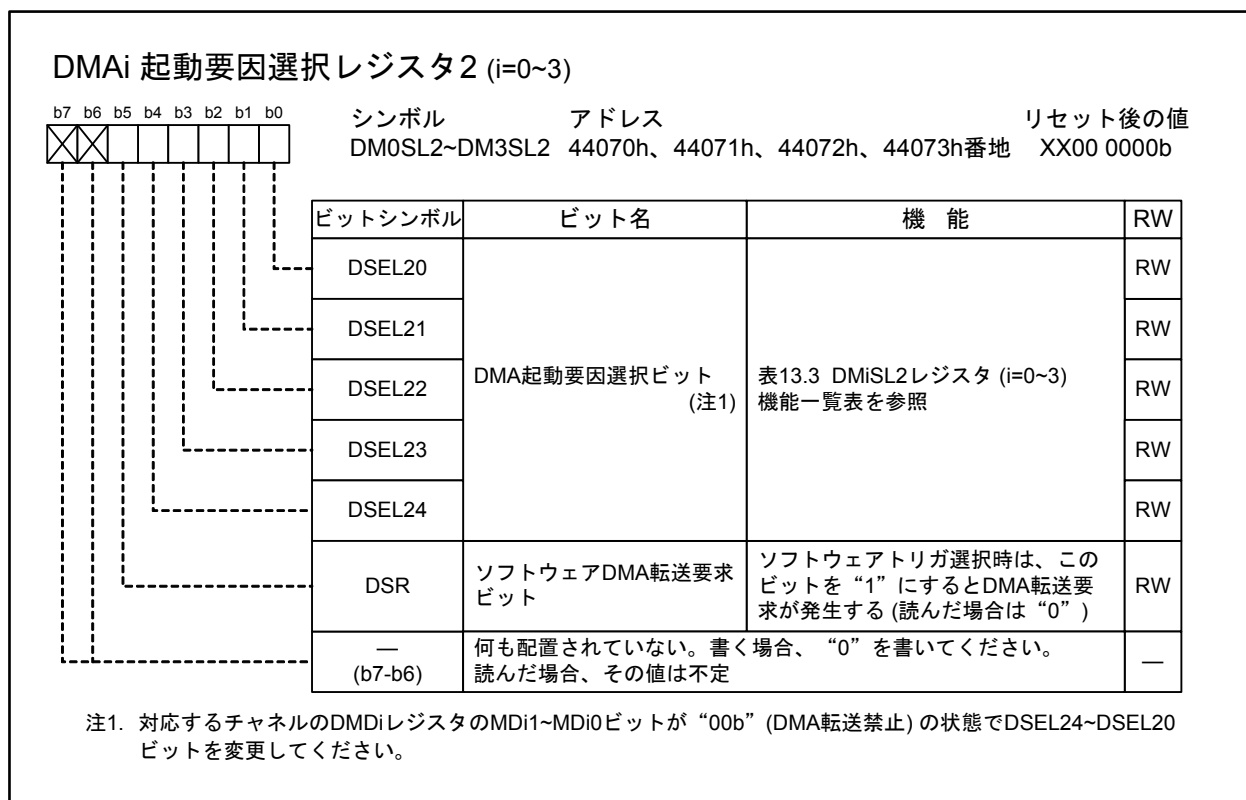 DMAi 起動要因選択レジスタ2 (i=0~3)
b7 b6 b5 b4 b3 b2 b1 b0
シンボル アドレス リセット後の値
DM0SL2~DM3SL2 44070h、44071h、44072h、44073h番地 XX00 0000b
ビットシンボル ビット名 機 能 RW
DSEL20 RW
DSEL21 RW
DSEL22 DMA起動要因選択ビット 表13.3 DMiSL2レジスタ (i=0~3) RW
(注1) 機能一覧表を参照
DSEL23 RW
DSEL24 RW
DSR ソフトウェアDMA転送要求 ソフトウェアトリガ選択時は、この RW
ビット ビットを“1”にするとDMA転送要
求が発生する (読んだ場合は“0”)
— 何も配置されていない。書く場合、“0”を書いてください。 —
(b7-b6) 読んだ場合、その値は不定
注1. 対応するチャネルのDMDiレジスタのMDi1~MDi0ビットが“00b”(DMA転送禁止) の状態でDSEL24~DSEL20
ビットを変更してください。